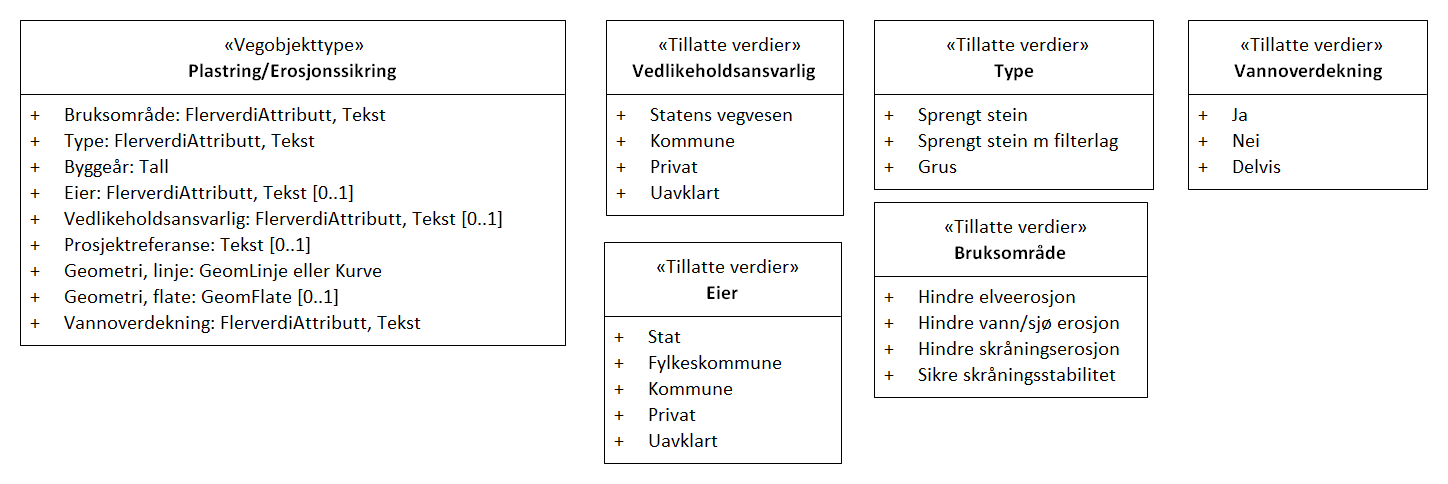 «Vegobjekttype»
Plastring/Erosjonssikring
+ Bruksområde: FlerverdiAttributt, Tekst
+ Type: FlerverdiAttributt, Tekst
+ Byggeår: Tall
+ Eier: FlerverdiAttributt, Tekst [0..1]
+ Vedlikeholdsansvarlig: FlerverdiAttributt, Tekst [0..1]
+ Prosjektreferanse: Tekst [0..1]
+ Geometri, linje: GeomLinje eller Kurve
+ Geometri, flate: GeomFlate [0..1]
+ Vannoverdekning: FlerverdiAttributt, Tekst
«Tillatte verdier»
Vedlikeholdsansvarlig
+ Statens vegvesen
+ Kommune
+ Privat
+ Uavklart
«Tillatte verdier»
Eier
+ Stat
+ Fylkeskommune
+ Kommune
+ Privat
+ Uavklart
«Tillatte verdier»
Type
+ Sprengt stein
+ Sprengt stein m filterlag
+ Grus
«Tillatte verdier»
Bruksområde
+ Hindre elveerosjon
+ Hindre vann/sjø erosjon
+ Hindre skråningserosjon
+ Sikre skråningsstabilitet
«Tillatte verdier»
Vannoverdekning
+ Ja
+ Nei
+ Delvis